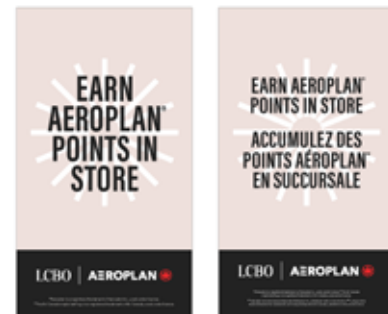 EARN
AEROPLAN®
POINTS IN
STORE
LCBO | AEROPLAN
EARN AEROPLAN®
POINTS IN STORE
ACCUMULEZ DES
POINTS AÉROPLAN
EN SUCCURSALE
LCBO | AEROPLAN